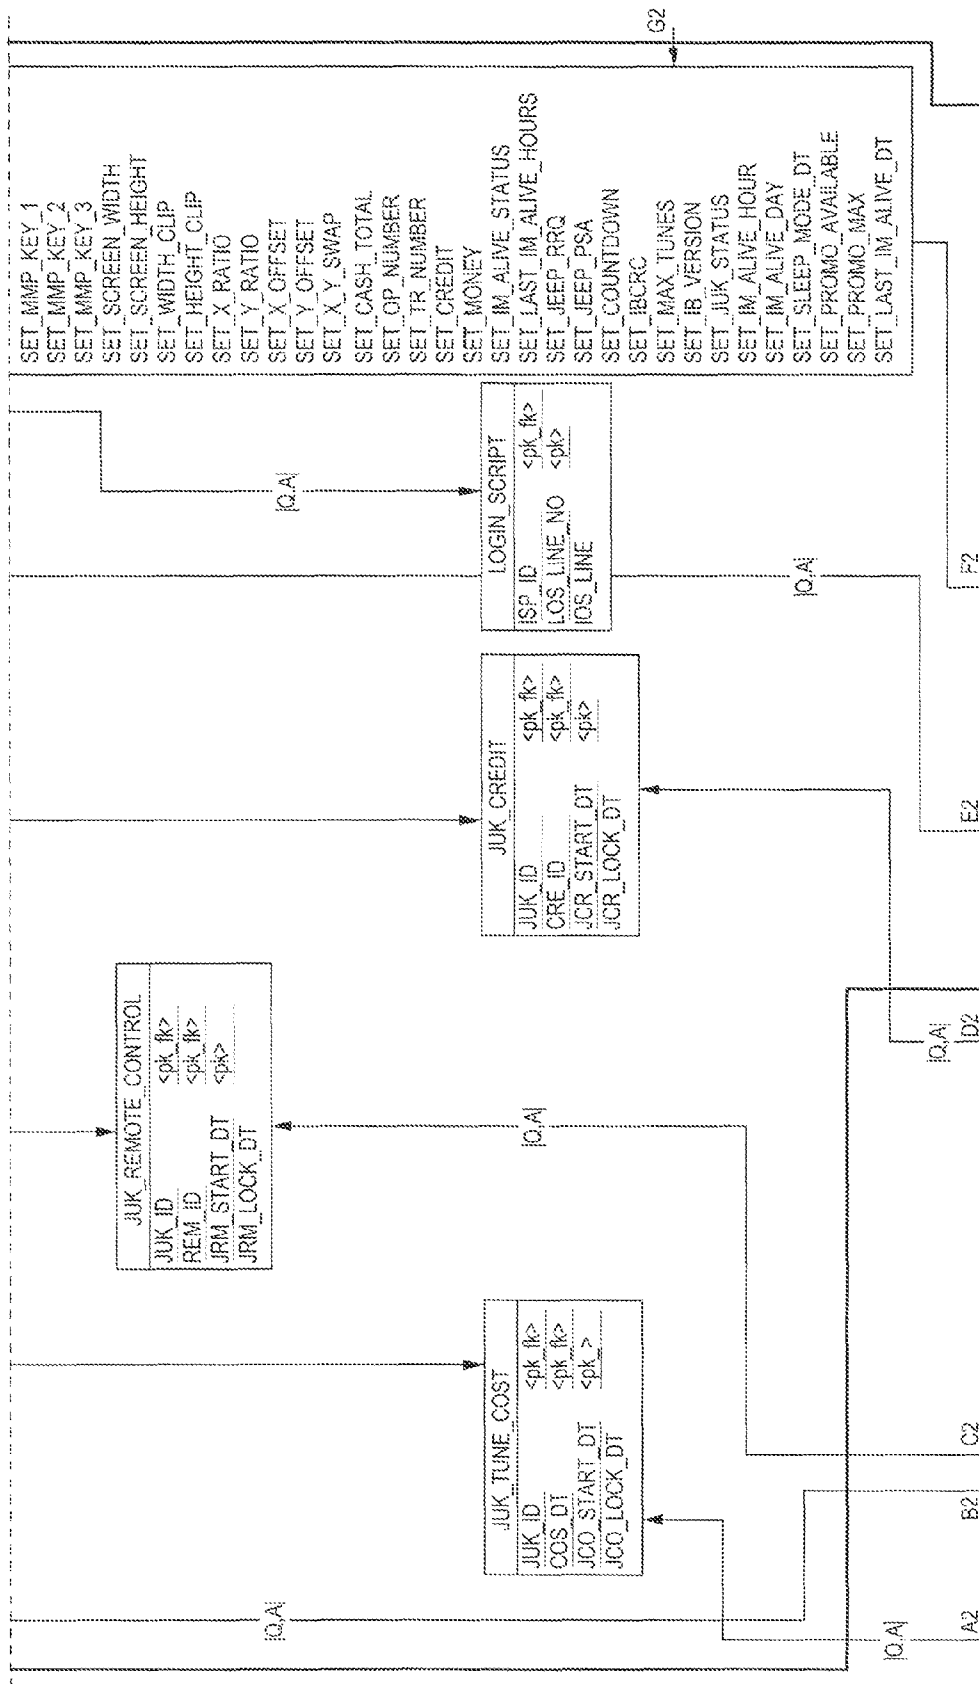 SET_MMP_KEY_1
SET_MMP_KEY_2
SET_MMP_KEY_3
SET_SCREEN_WIDTH
SET_SCREEN_HEIGHT
SET_WIDTH_CLIP
SET_HEIGHT_CLIP
SET_X_RATIO
SET_Y_RATIO
SET_X_OFFSET
SET_Y_OFFSET
SET_X_Y_SWAP
SET_CASH_TOTAL
SET_OP_NUMBER
SET_TR_NUMBER
SET_CREDIT
SET_MONEY
SET_IM_ALIVE_STATUS
SET_LAST_IM_ALIVE_HOURS
SET_JEEP_RRQ
SET_JEEP_PSA
SET_COUNTDOWN
SET_IBCRC
SET_MAX_TUNES
SET_IB_VERSION
SET_JUK_STATUS
SET_IM_ALIVE_HOUR
SET_IM_ALIVE_DAY
SET_SLEEP_MODE_DT
SET_PROMO_AVAILABLE
SET_PROMO_MAX
SET_LAST_IM_ALIVE_DT
G2
|Q,A|
LOGIN_SCRIPT
ISP_ID <pk_fk>
LOS_LINE_NO <pk>
IOS_LINE
|Q,A|
JUK_CREDIT
JUK_ID <pk_fk>
CRE_ID <pk_fk>
JCR_START_DT <pk>
JCR_LOCK_DT
|Q,A|
JUK_REMOTE_CONTROL
JUK_ID <pk_fk>
REM_ID <pk_fk>
JRM_START_DT <pk>
JRM_LOCK_DT
|Q,A|
JUK_TUNE_COST
JUK_ID <pk_fk>
COS_DT <pk_fk>
JCO_START_DT <pk_>
JCO_LOCK_DT
|Q,A|
|Q,A|
A2 B2 C2 D2 E2 F2